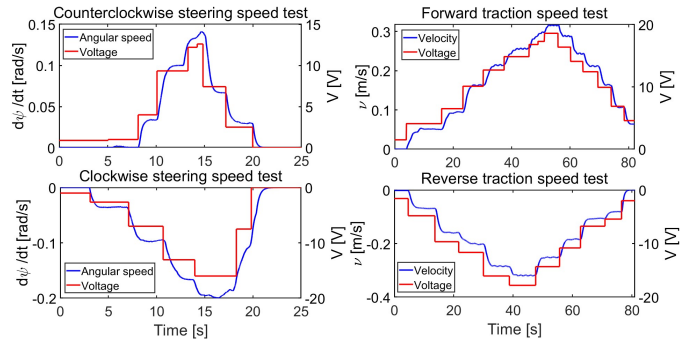 Counterclockwise steering speed test
dψ/dt [rad/s]
0.15
0.1
0.05
0
15
12
9
6
3
0
V [V]
Angular speed
Voltage
0 5 10 15 20 25
Forward traction speed test
ν [m/s]
0.3
0.2
0.1
0
20
10
0
V [V]
Velocity
Voltage
0 20 40 60 80
Clockwise steering speed test
dψ/dt [rad/s]
0
-0.1
-0.2
0
-10
-20
V [V]
Angular speed
Voltage
0 5 10 15 20 25
Time [s]
Reverse traction speed test
ν [m/s]
0
-0.2
-0.4
0
-10
-20
V [V]
Velocity
Voltage
0 20 40 60 80
Time [s]